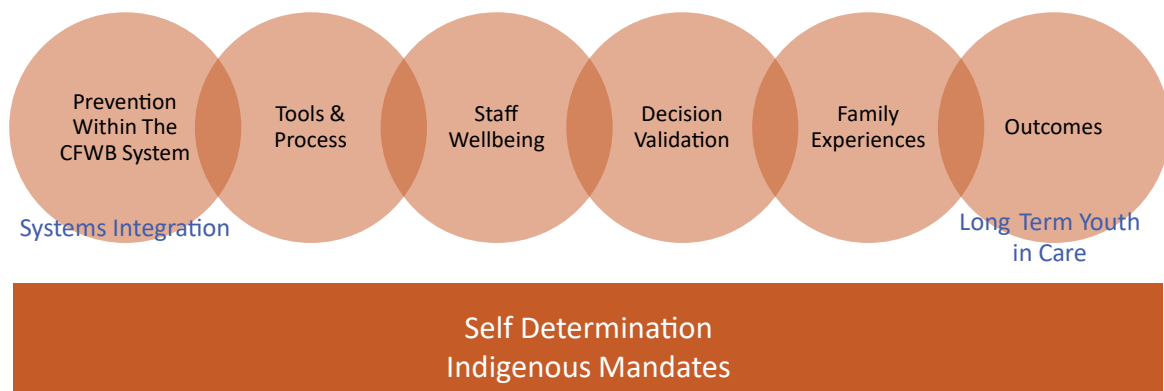 Prevention
Within The
CFWB System
Tools &
Process
Staff
Wellbeing
Decision
Validation
Family
Experiences
Outcomes
Systems Integration
Long Term Youth
in Care
Self Determination
Indigenous Mandates